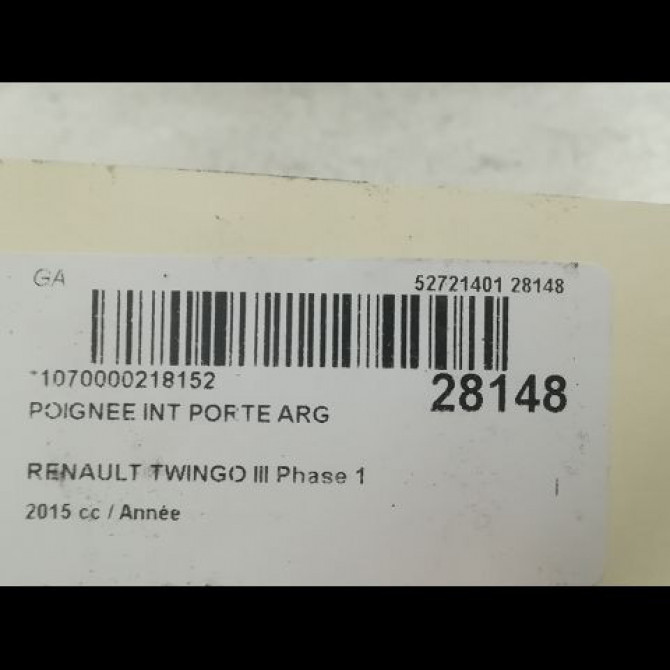 GA 52721401 28148
*1070000218152 28148
POIGNEE INT PORTE ARG
RENAULT TWINGO III Phase 1
2015 cc / Année